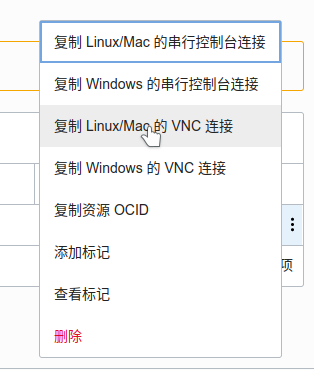 复制 Linux/Mac 的串行控制台连接
复制 Windows 的串行控制台连接
复制 Linux/Mac 的 VNC 连接
复制 Windows 的 VNC 连接
复制资源 OCID
添加标记
项
查看标记
删除